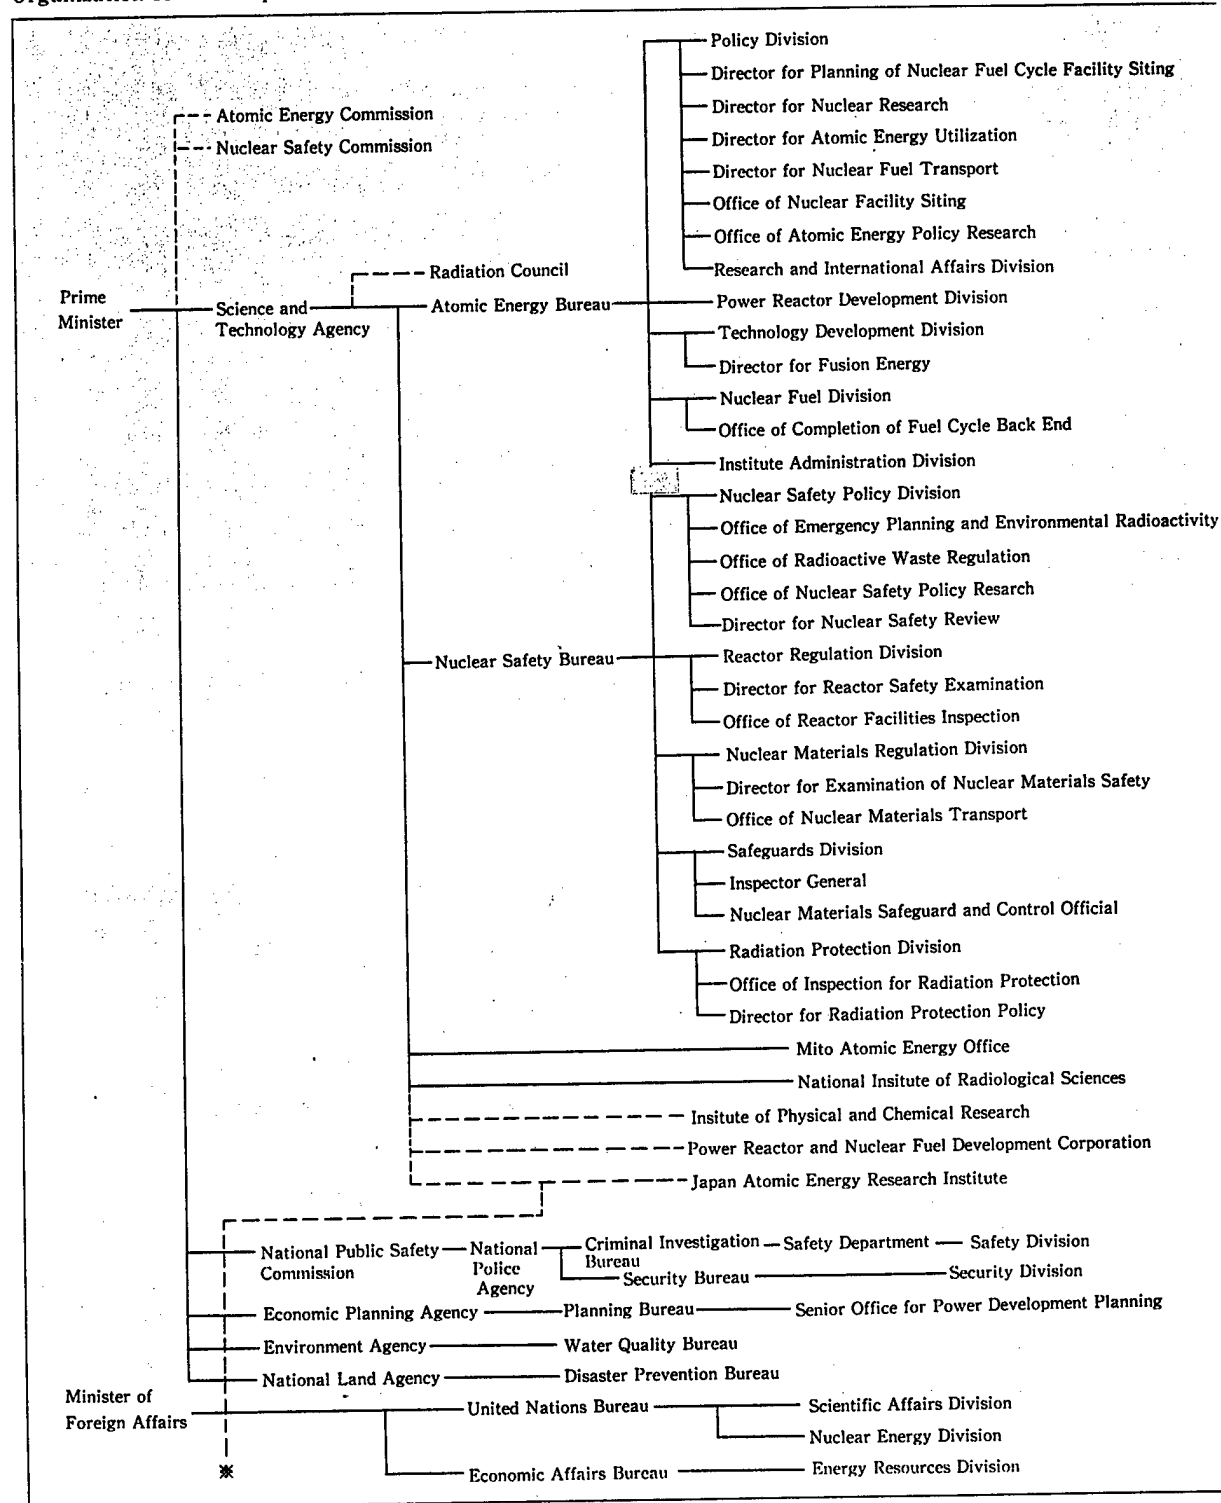 Policy Division
Director for Planning of Nuclear Fuel Cycle Facility Siting
Atomic Energy Commission
Director for Nuclear Research
Nuclear Safety Commission
Director for Atomic Energy Utilization
Director for Nuclear Fuel Transport
Office of Nuclear Facility Siting
Office of Atomic Energy Policy Research
Radiation Council
Research and International Affairs Division
Prime
Minister
Science and
Technology Agency
Atomic Energy Bureau
Power Reactor Development Division
Technology Development Division
Director for Fusion Energy
Nuclear Fuel Division
Office of Completion of Fuel Cycle Back End
Institute Administration Division
Nuclear Safety Policy Division
Office of Emergency Planning and Environmental Radioactivity
Office of Radioactive Waste Regulation
Office of Nuclear Safety Policy Resarch
Director for Nuclear Safety Review
Nuclear Safety Bureau
Reactor Regulation Division
Director for Reactor Safety Examination
Office of Reactor Facilities Inspection
Nuclear Materials Regulation Division
Director for Examination of Nuclear Materials Safety
Office of Nuclear Materials Transport
Safeguards Division
Inspector General
Nuclear Materials Safeguard and Control Official
Radiation Protection Division
Office of Inspection for Radiation Protection
Director for Radiation Protection Policy
Mito Atomic Energy Office
National Insitute of Radiological Sciences
Insitute of Physical and Chemical Research
Power Reactor and Nuclear Fuel Development Corporation
Japan Atomic Energy Research Institute
National Public Safety
Commission
National
Police
Agency
Criminal Investigation
Bureau
Safety Department
Safety Division
Security Bureau
Security Division
Economic Planning Agency
Planning Bureau
Senior Office for Power Development Planning
Environment Agency
Water Quality Bureau
National Land Agency
Disaster Prevention Bureau
Minister of
Foreign Affairs
United Nations Bureau
Scientific Affairs Division
Nuclear Energy Division
※
Economic Affairs Bureau
Energy Resources Division